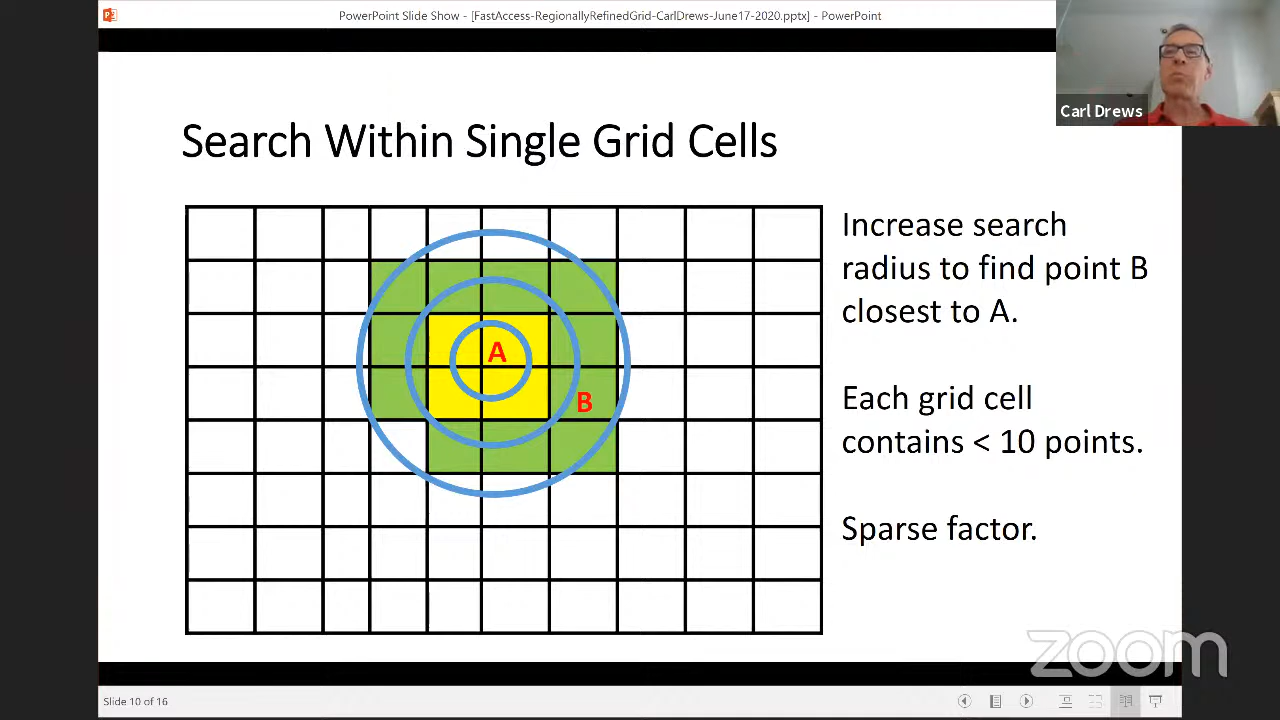 PowerPoint Slide Show - [FastAccess-RegionallyRefinedGrid-CarlDrews-June17-2020.pptx] - PowerPoint
Carl Drews
Search Within Single Grid Cells
A
B
Increase search
radius to find point B
closest to A.
Each grid cell
contains < 10 points.
Sparse factor.
zoom
Slide 10 of 16